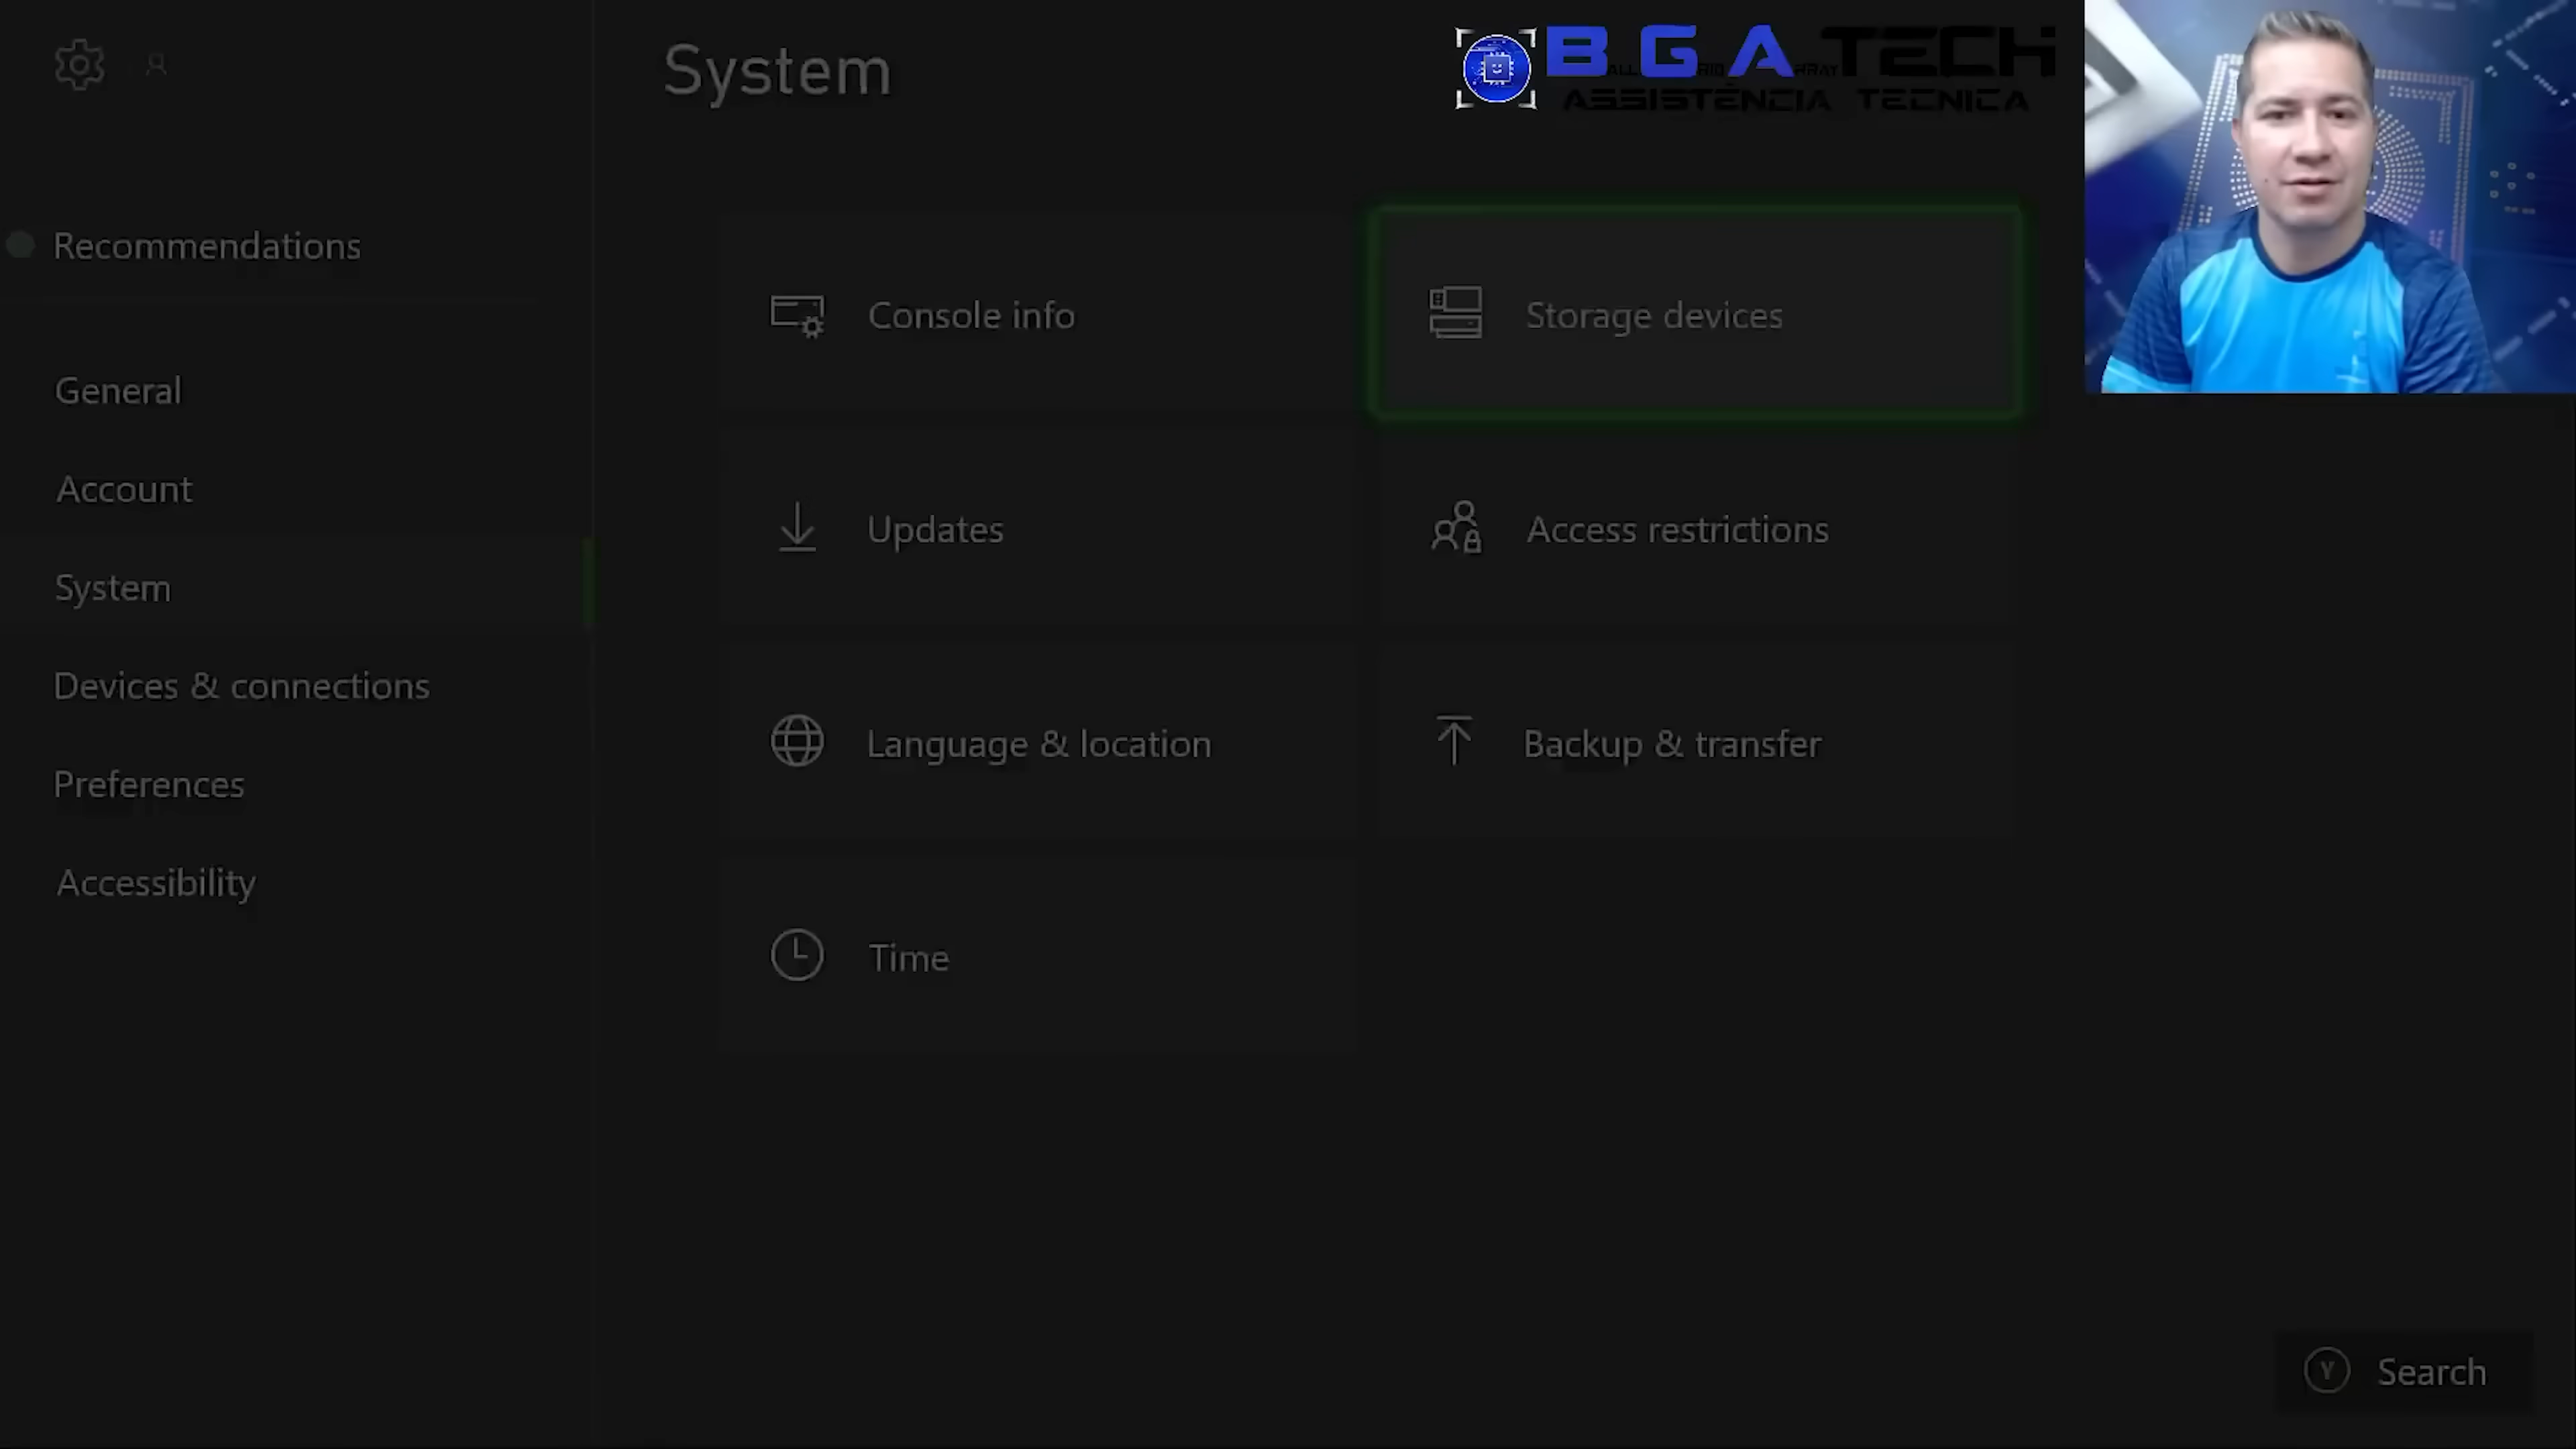 System
B G A TECH
ASSISTÊNCIA TECNICA
Recommendations
General
Account
System
Devices & connections
Preferences
Accessibility
Console info
Storage devices
Updates
Access restrictions
Language & location
Backup & transfer
Time
Y Search